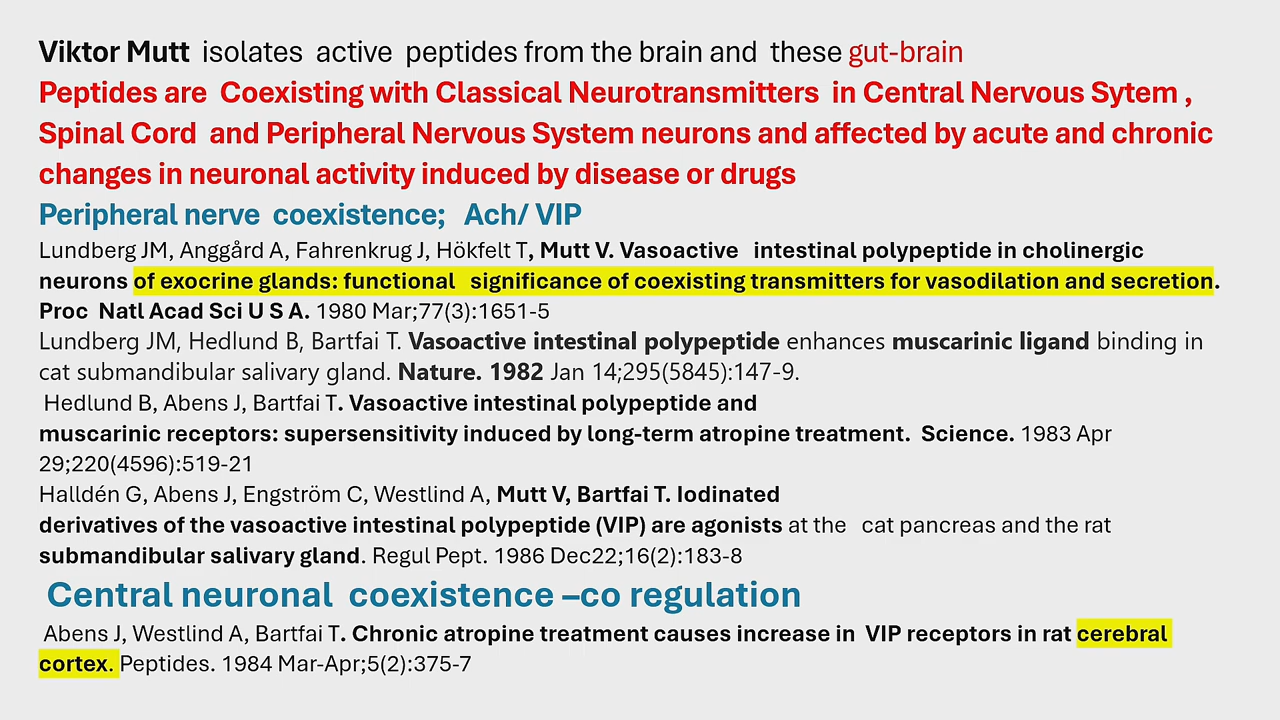 Viktor Mutt isolates active peptides from the brain and these gut-brain
Peptides are Coexisting with Classical Neurotransmitters in Central Nervous Sytem ,
Spinal Cord and Peripheral Nervous System neurons and affected by acute and chronic
changes in neuronal activity induced by disease or drugs
Peripheral nerve coexistence; Ach/ VIP
Lundberg JM, Anggård A, Fahrenkrug J, Hökfelt T, Mutt V. Vasoactive intestinal polypeptide in cholinergic
neurons of exocrine glands: functional significance of coexisting transmitters for vasodilation and secretion.
Proc Natl Acad Sci U S A. 1980 Mar;77(3):1651-5
Lundberg JM, Hedlund B, Bartfai T. Vasoactive intestinal polypeptide enhances muscarinic ligand binding in
cat submandibular salivary gland. Nature. 1982 Jan 14;295(5845):147-9.
Hedlund B, Abens J, Bartfai T. Vasoactive intestinal polypeptide and
muscarinic receptors: supersensitivity induced by long-term atropine treatment. Science. 1983 Apr
29;220(4596):519-21
Halldén G, Abens J, Engström C, Westlind A, Mutt V, Bartfai T. Iodinated
derivatives of the vasoactive intestinal polypeptide (VIP) are agonists at the cat pancreas and the rat
submandibular salivary gland. Regul Pept. 1986 Dec22;16(2):183-8
Central neuronal coexistence –co regulation
Abens J, Westlind A, Bartfai T. Chronic atropine treatment causes increase in VIP receptors in rat cerebral
cortex. Peptides. 1984 Mar-Apr;5(2):375-7